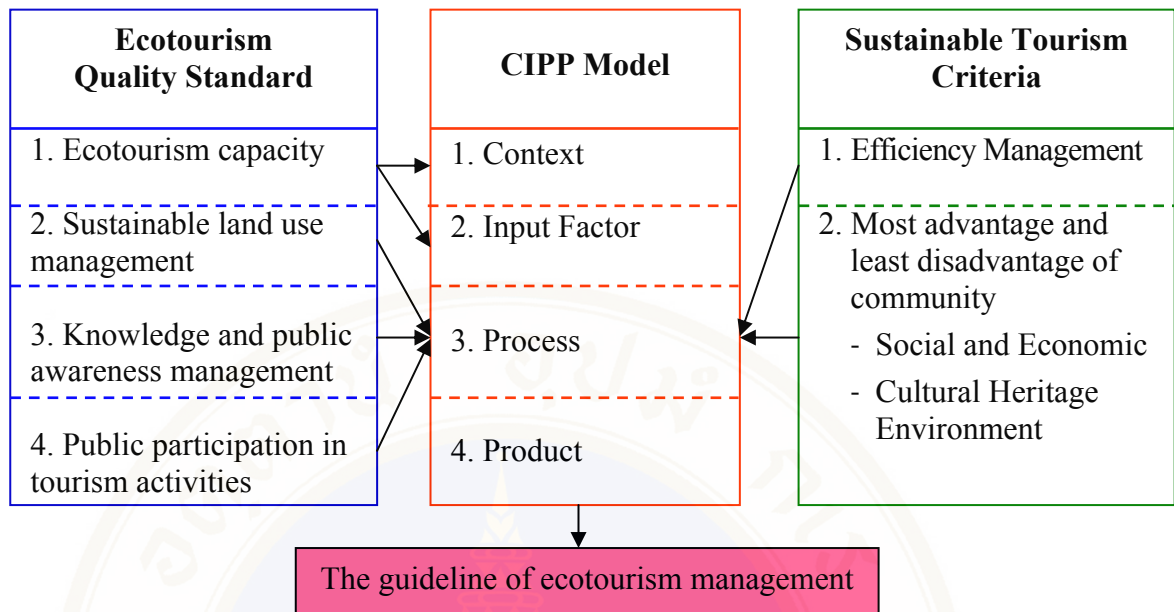 Ecotourism
Quality Standard
1. Ecotourism capacity
2. Sustainable land use
management
3. Knowledge and public
awareness management
4. Public participation in
tourism activities
CIPP Model
1. Context
2. Input Factor
3. Process
4. Product
Sustainable Tourism
Criteria
1. Efficiency Management
2. Most advantage and
least disadvantage of
community
- Social and Economic
- Cultural Heritage
Environment
The guideline of ecotourism management